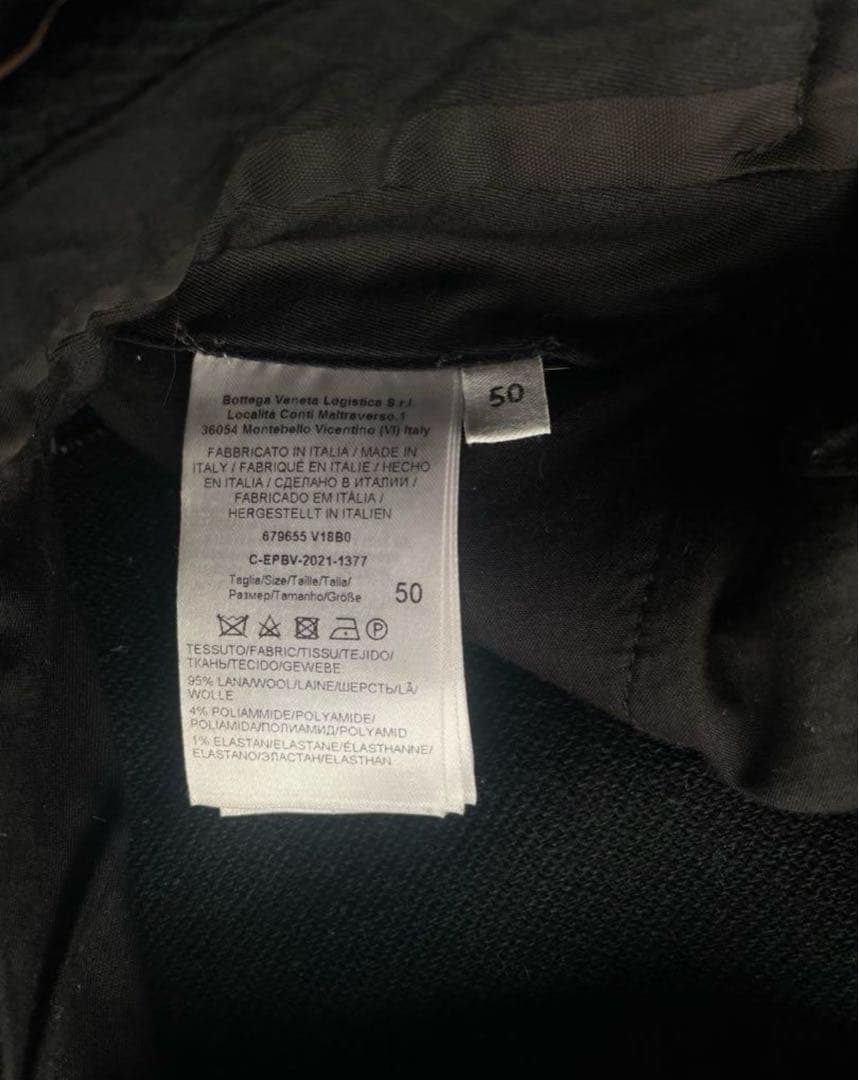 Bottega Veneta Logistica S.r.l.
Località Conti Maltraverso,1
36054 Montebello Vicentino (VI) Italy
50
FABBRICATO IN ITALIA / MADE IN
ITALY / FABRIQUÉ EN ITALIE / HECHO
EN ITALIA / СДЕЛАНО В ИТАЛИИ /
FABRICADO EM ITÁLIA /
HERGESTELLT IN ITALIEN
679655 V18B0
C-EPBV-2021-1377
Taglia/Size/Taille/Talla/
Размер/Tamanho/Größe
50
P
TESSUTO/FABRIC/TISSU/TEJIDO/
ТКАНЬ/TECIDO/GEWEBE
95% LANA/WOOL/LAINE/ШЕРСТЬ/LÃ/
WOLLE
4% POLIAMMIDE/POLYAMIDE/
POLIAMIDA/ПОЛИАМИД/POLYAMID
1% ELASTAN/ELASTANE/ÉLASTHANNE/
ELASTANO/ЭЛАСТАН/ELASTHAN